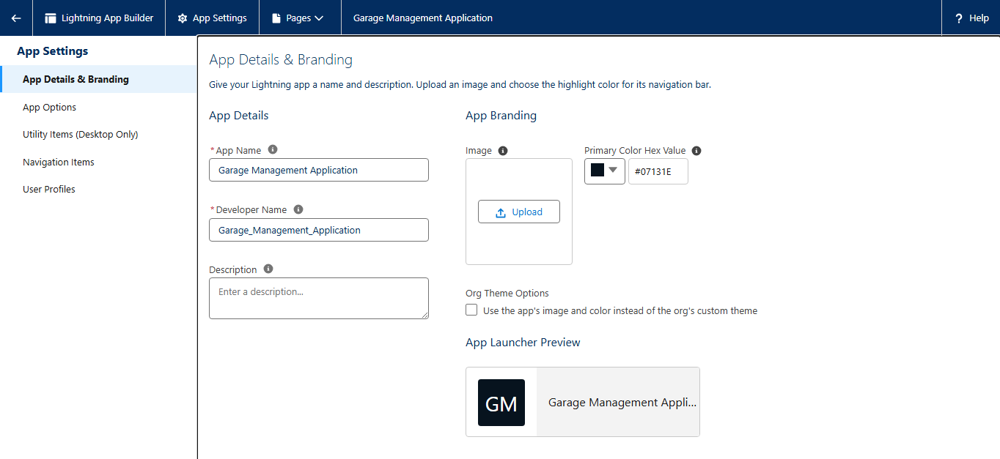 Lightning App Builder
App Settings
Pages
Garage Management Application
? Help
App Settings
App Details & Branding
App Options
Utility Items (Desktop Only)
Navigation Items
User Profiles
App Details & Branding
Give your Lightning app a name and description. Upload an image and choose the highlight color for its navigation bar.
App Details
* App Name
Garage Management Application
* Developer Name
Garage_Management_Application
Description
Enter a description...
App Branding
Image
Upload
Primary Color Hex Value
#07131E
Org Theme Options
Use the app's image and color instead of the org's custom theme
App Launcher Preview
GM
Garage Management Appli...